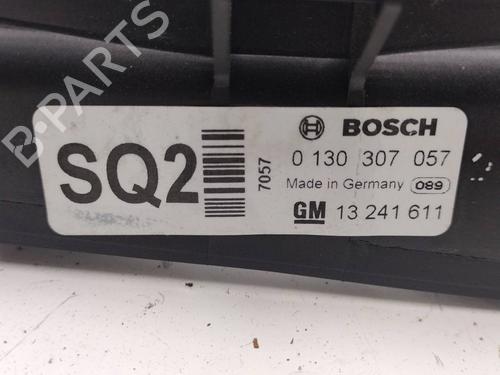 B-PARTS
SQ2
7057
BOSCH
0 130 307 057
Made in Germany 089
GM 13 241 611